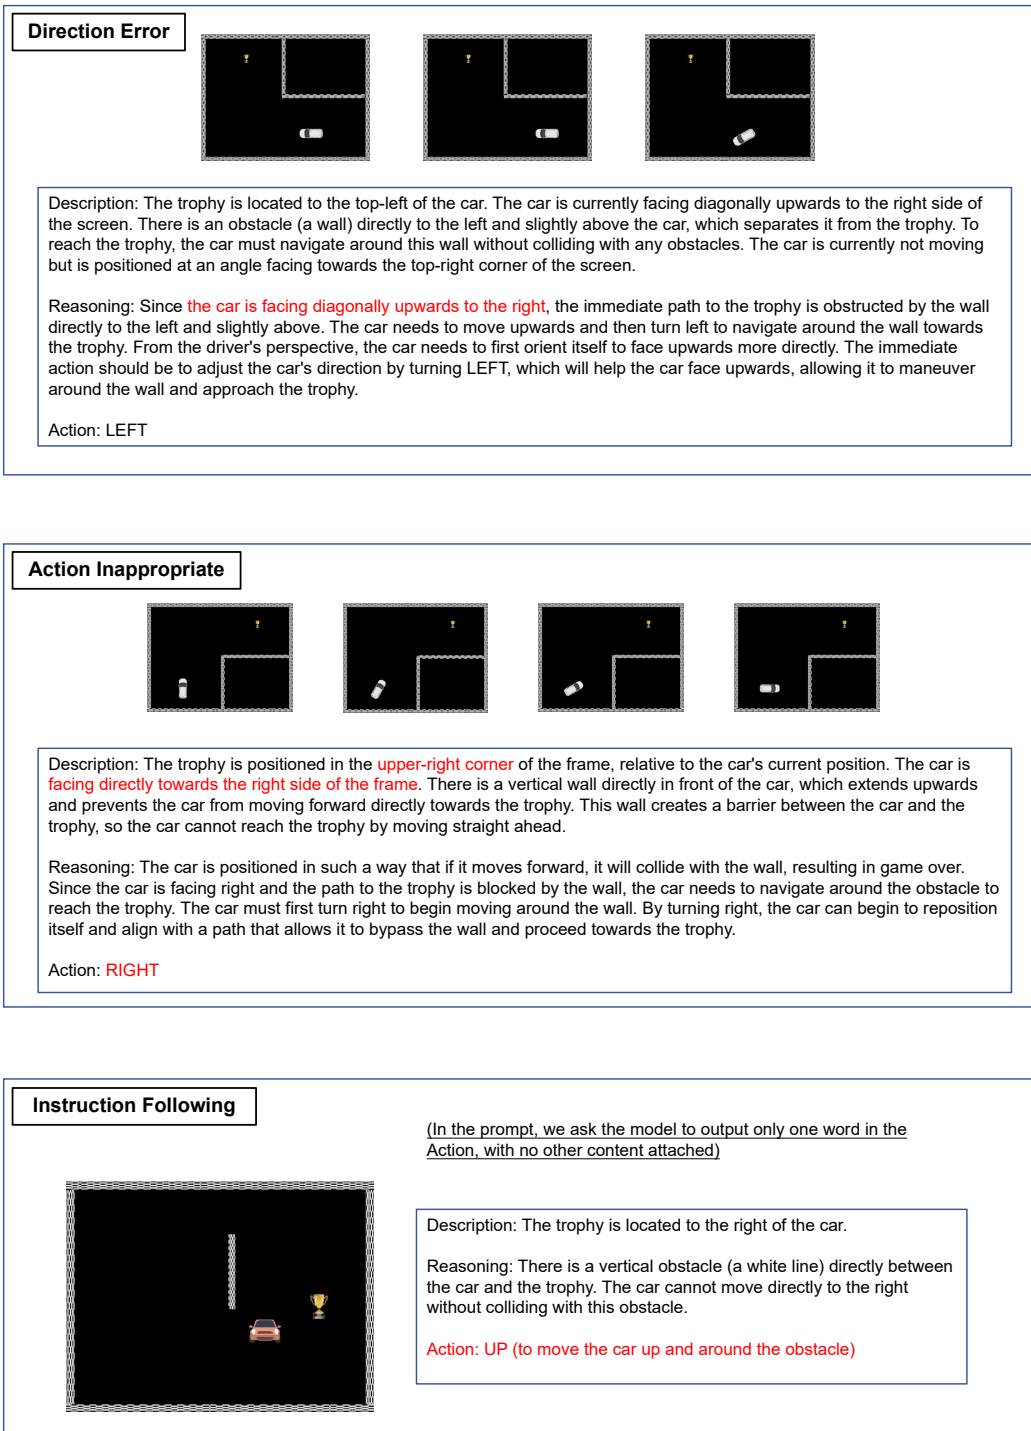 Direction Error
Description: The trophy is located to the top-left of the car. The car is currently facing diagonally upwards to the right side of
the screen. There is an obstacle (a wall) directly to the left and slightly above the car, which separates it from the trophy. To
reach the trophy, the car must navigate around this wall without colliding with any obstacles. The car is currently not moving
but is positioned at an angle facing towards the top-right corner of the screen.
Reasoning: Since the car is facing diagonally upwards to the right, the immediate path to the trophy is obstructed by the wall
directly to the left and slightly above. The car needs to move upwards and then turn left to navigate around the wall towards
the trophy. From the driver's perspective, the car needs to first orient itself to face upwards more directly. The immediate
action should be to adjust the car's direction by turning LEFT, which will help the car face upwards, allowing it to maneuver
around the wall and approach the trophy.
Action: LEFT
Action Inappropriate
Description: The trophy is positioned in the upper-right corner of the frame, relative to the car's current position. The car is
facing directly towards the right side of the frame. There is a vertical wall directly in front of the car, which extends upwards
and prevents the car from moving forward directly towards the trophy. This wall creates a barrier between the car and the
trophy, so the car cannot reach the trophy by moving straight ahead.
Reasoning: The car is positioned in such a way that if it moves forward, it will collide with the wall, resulting in game over.
Since the car is facing right and the path to the trophy is blocked by the wall, the car needs to navigate around the obstacle to
reach the trophy. The car must first turn right to begin moving around the wall. By turning right, the car can begin to reposition
itself and align with a path that allows it to bypass the wall and proceed towards the trophy.
Action: RIGHT
Instruction Following
(In the prompt, we ask the model to output only one word in the
Action, with no other content attached)
Description: The trophy is located to the right of the car.
Reasoning: There is a vertical obstacle (a white line) directly between
the car and the trophy. The car cannot move directly to the right
without colliding with this obstacle.
Action: UP (to move the car up and around the obstacle)